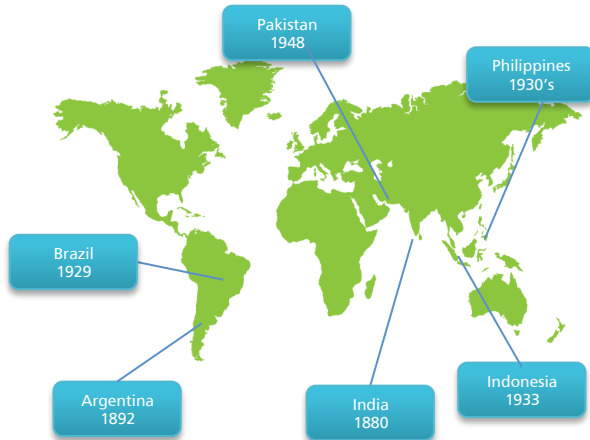 Pakistan
1948
Philippines
1930's
Brazil
1929
Argentina
1892
India
1880
Indonesia
1933